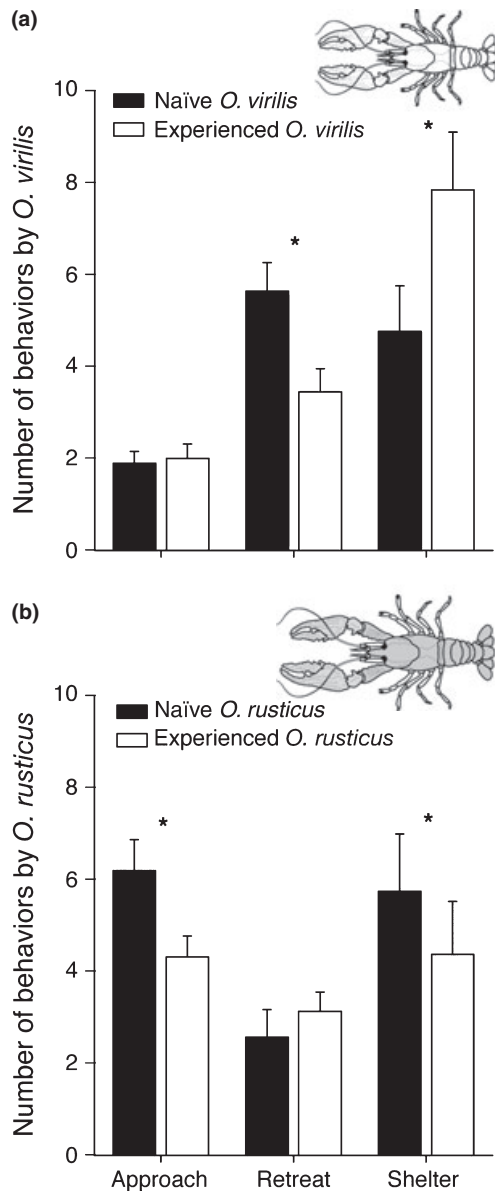 (a)
10
Naïve O. virilis
Experienced O. virilis
*
8
*
6
4
2
0
Number of behaviors by O. virilis
(b)
10
Naïve O. rusticus
Experienced O. rusticus
8
*
*
6
4
2
0
Number of behaviors by O. rusticus
Approach Retreat Shelter